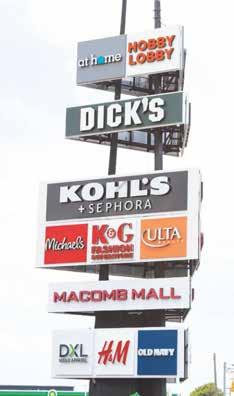 at home
HOBBY
LOBBY
DICK'S
KOHL'S
+ SEPHORA
Michaels
K&G
FASHION
SUPERSTORE
ULTA
BEAUTY
MACOMB MALL
DXL
H&M
OLD NAVY